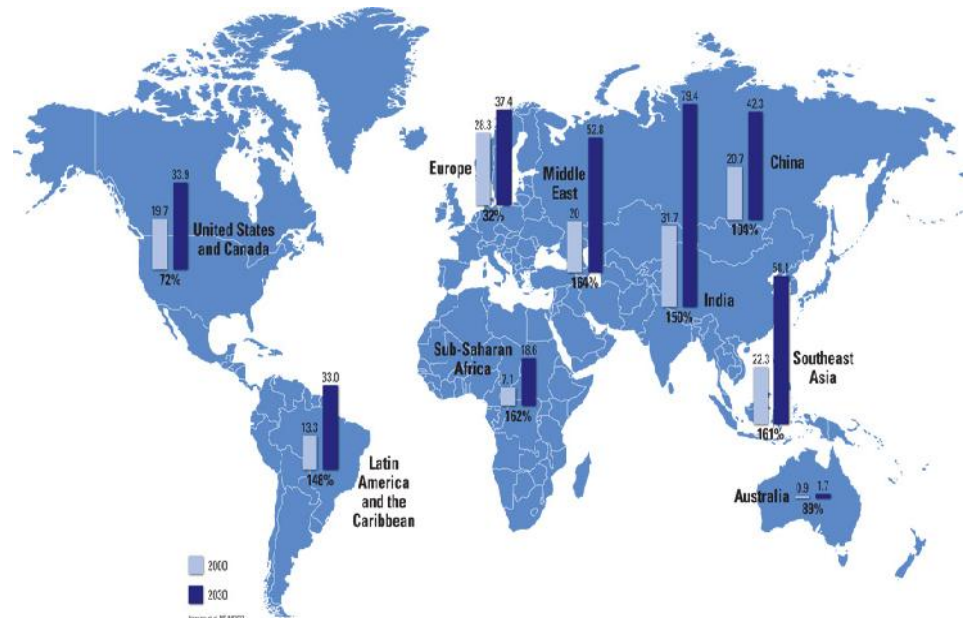 37.4
28.3
Europe
32%
52.8
Middle
East
20
164%
79.4
31.7
India
150%
42.3
20.7
China
104%
33.9
19.7
United States
and Canada
72%
58.1
22.3
Southeast
Asia
161%
18.6
Sub-Saharan
Africa
7.1
162%
33.0
13.3
148%
Latin
America
and the
Caribbean
0.9
1.7
Australia
89%
2000
2030